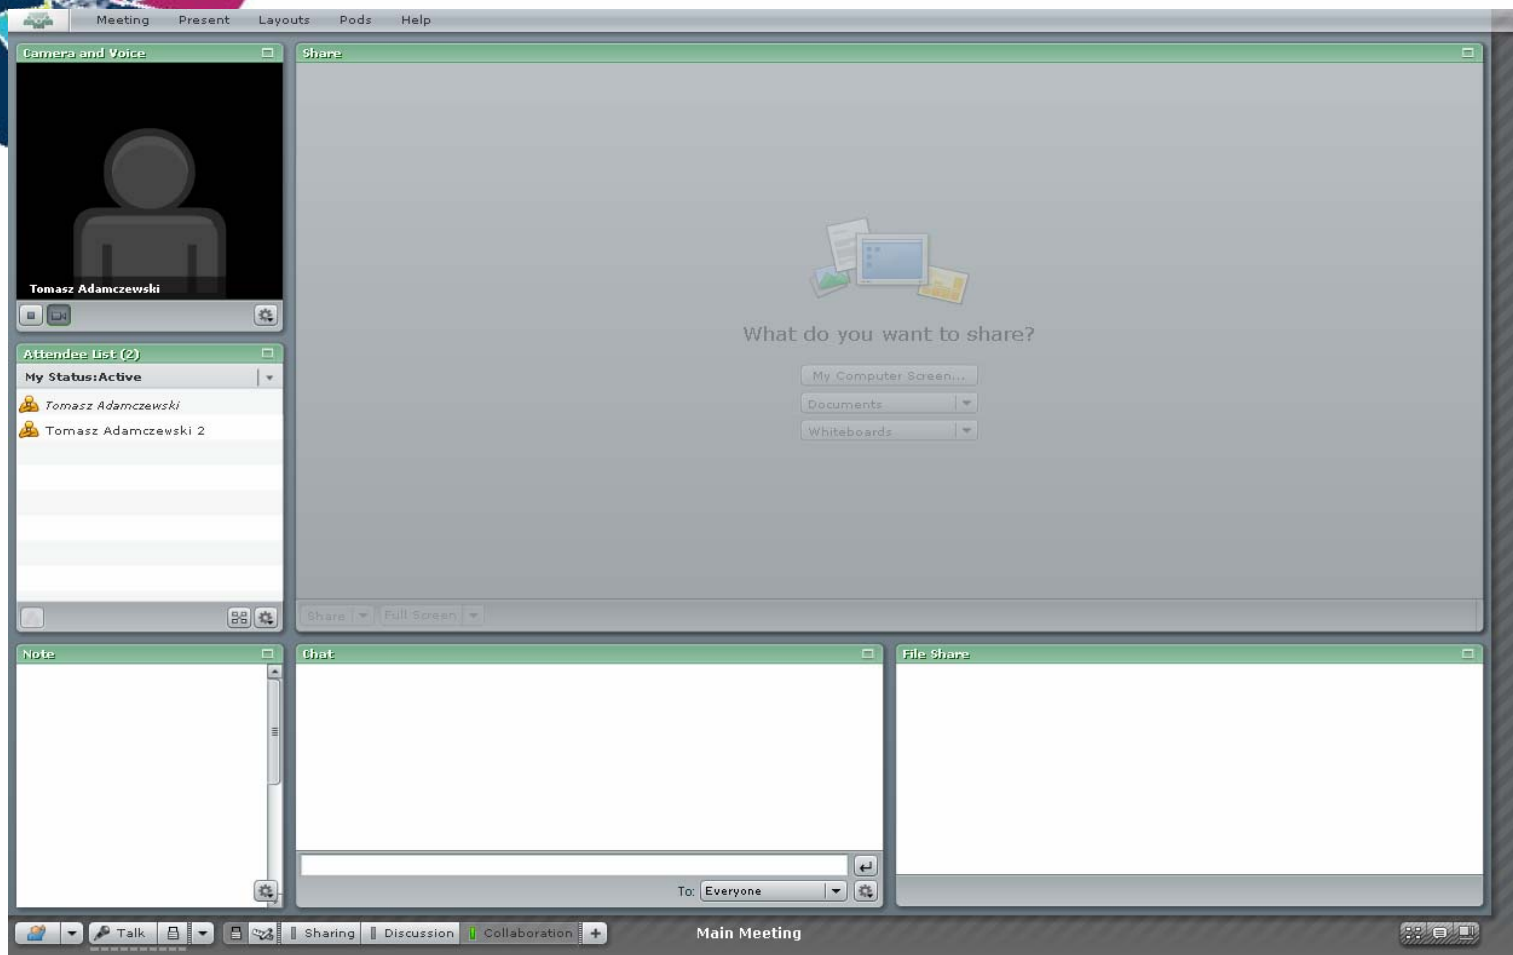 Meeting Present Layouts Pods Help
Camera and Voice
Share
Tomasz Adamczewski
What do you want to share?
My Computer Screen...
Documents
Whiteboards
Attendee List (2)
My Status:Active
Tomasz Adamczewski
Tomasz Adamczewski 2
Share Full Screen
Note
Chat
File Share
To: Everyone
Talk Sharing Discussion Collaboration + Main Meeting